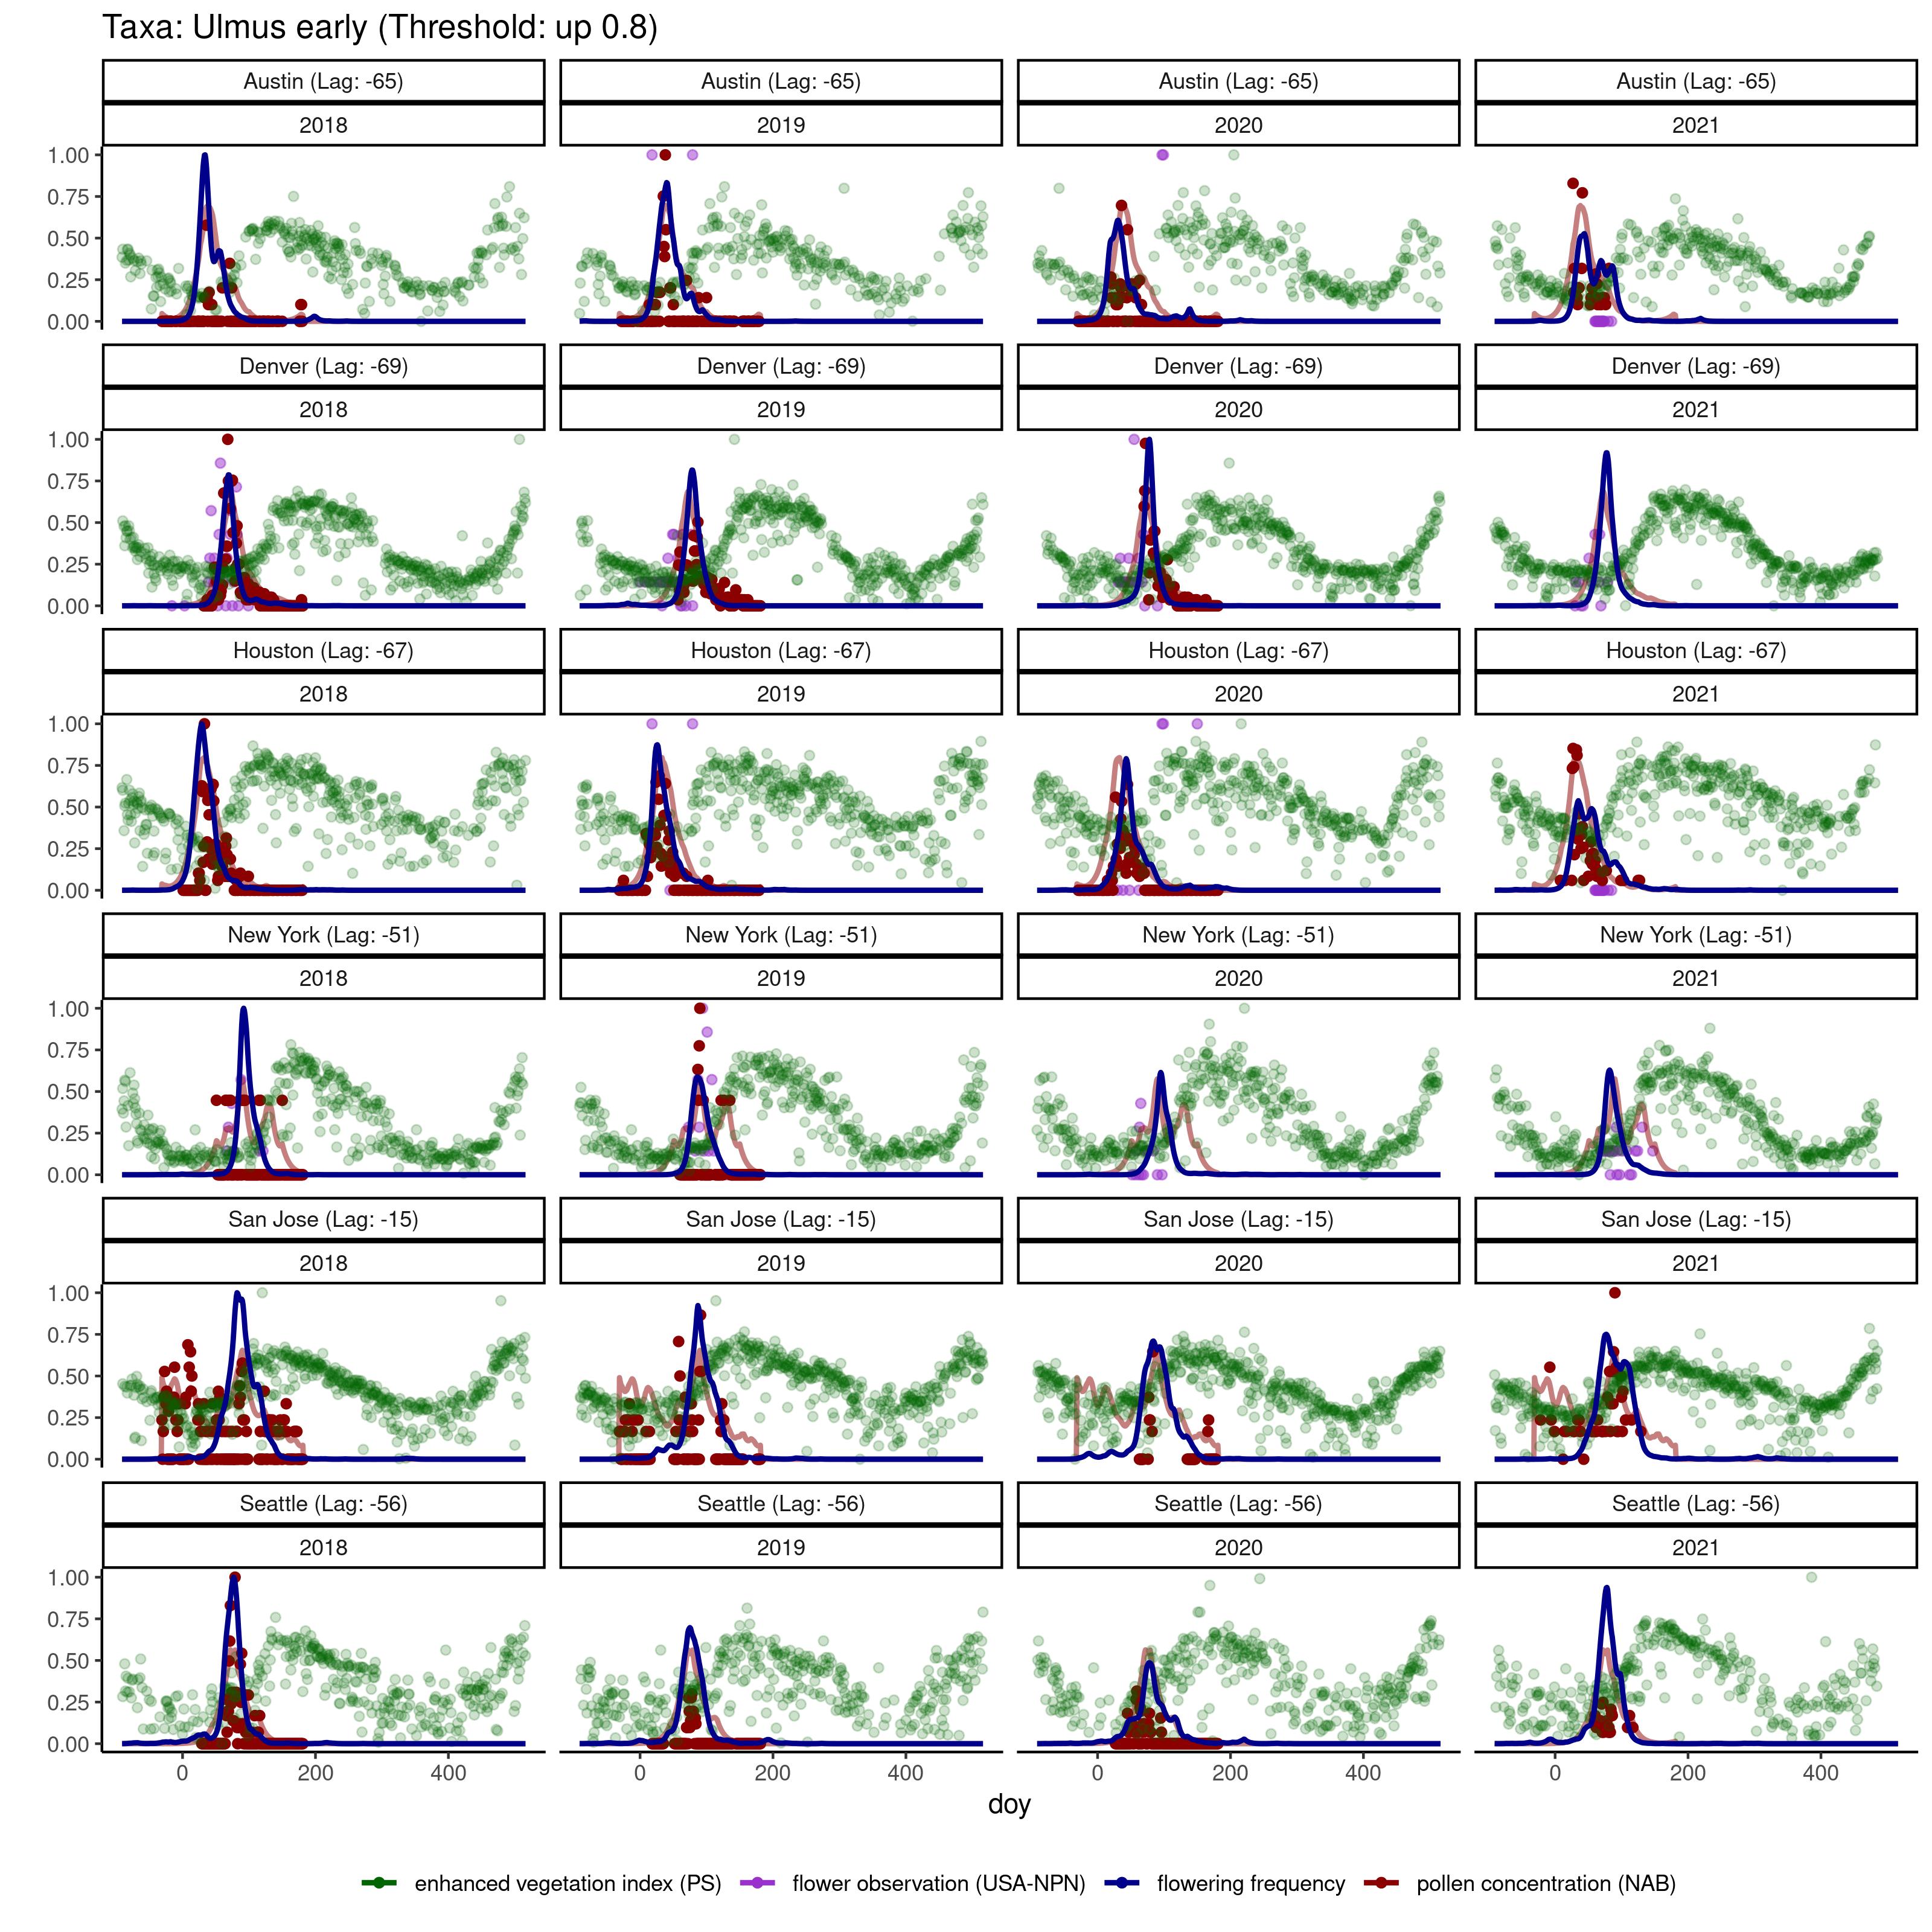 Taxa: Ulmus early (Threshold: up 0.8)
Austin (Lag: -65) Austin (Lag: -65) Austin (Lag: -65) Austin (Lag: -65)
2018 2019 2020 2021
1.00
0.75
0.50
0.25
0.00
Denver (Lag: -69) Denver (Lag: -69) Denver (Lag: -69) Denver (Lag: -69)
2018 2019 2020 2021
1.00
0.75
0.50
0.25
0.00
Houston (Lag: -67) Houston (Lag: -67) Houston (Lag: -67) Houston (Lag: -67)
2018 2019 2020 2021
1.00
0.75
0.50
0.25
0.00
New York (Lag: -51) New York (Lag: -51) New York (Lag: -51) New York (Lag: -51)
2018 2019 2020 2021
1.00
0.75
0.50
0.25
0.00
San Jose (Lag: -15) San Jose (Lag: -15) San Jose (Lag: -15) San Jose (Lag: -15)
2018 2019 2020 2021
1.00
0.75
0.50
0.25
0.00
Seattle (Lag: -56) Seattle (Lag: -56) Seattle (Lag: -56) Seattle (Lag: -56)
2018 2019 2020 2021
1.00
0.75
0.50
0.25
0.00
0 200 400 0 200 400 0 200 400 0 200 400
doy
enhanced vegetation index (PS) flower observation (USA-NPN) flowering frequency pollen concentration (NAB)